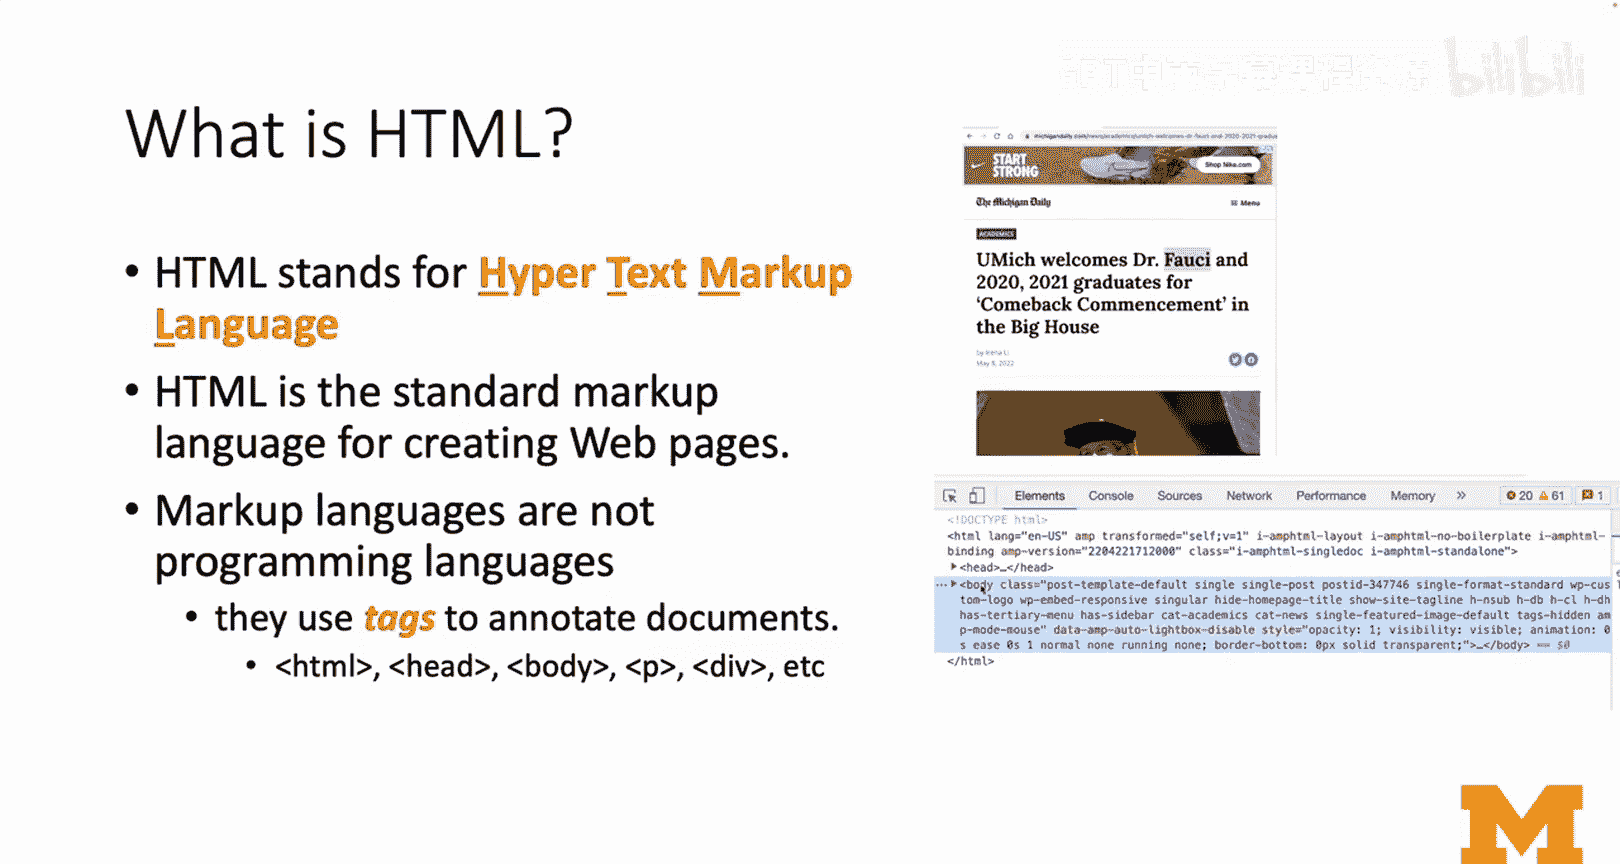 What is HTML?
• HTML stands for Hyper Text Markup
Language
• HTML is the standard markup
language for creating Web pages.
• Markup languages are not
programming languages
• they use tags to annotate documents.
• <html>, <head>, <body>, <p>, <div>, etc
bilibili
START
STRONG
Shop Nike.com
The Michigan Daily
Menu
ACADEMICS
UMich welcomes Dr. Fauci and
2020, 2021 graduates for
‘Comeback Commencement’ in
the Big House
by Irena Li
May 8, 2022
Elements Console Sources Network Performance Memory » 20 61 1
<!DOCTYPE html>
<html lang="en-US" amp transformed="self;v=1" i-amphtml-layout i-amphtml-no-boilerplate i-amphtml-
binding amp-version="2204221712000" class="i-amphtml-singledoc i-amphtml-standalone">
<head>…</head>
… <body class="post-template-default single single-post postid-347746 single-format-standard wp-cus
tom-logo wp-embed-responsive singular hide-homepage-title show-site-tagline h-nsub h-db h-cl h-dh
has-tertiary-menu has-sidebar cat-academics cat-news single-featured-image-default tags-hidden am
p-mode-mouse" data-amp-auto-lightbox-disable style="opacity: 1; visibility: visible; animation: 0
s ease 0s 1 normal none running none; border-bottom: 0px solid transparent;">…</body> == $0
</html>
M